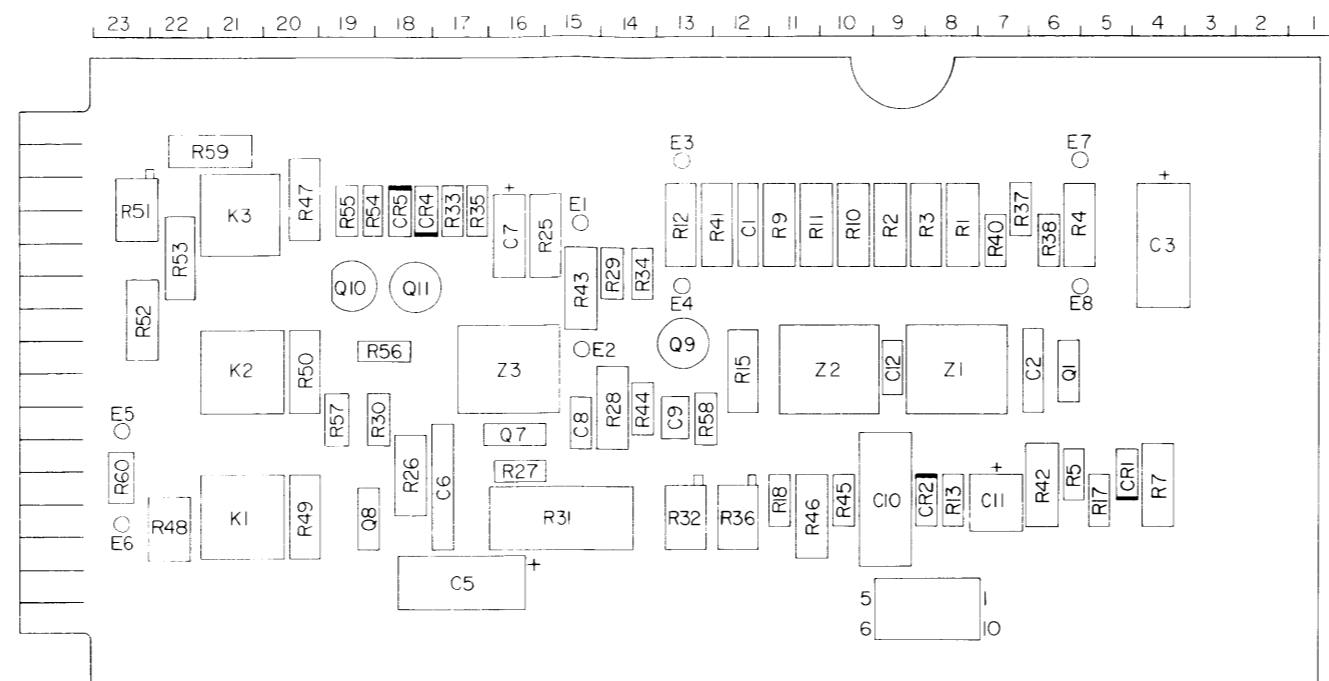 23 22 21 20 19 18 17 16 15 14 13 12 11 10 9 8 7 6 5 4 3 2 1
E3 E7
R59
+ +
R51 K3 R47 R55 R54 CR5 CR4 R33 R35 C7 R25 E1 R12 R41 C1 R9 R11 R10 R2 R3 R1 R40 R37 R38 R4 C3
R53 R43 R29 R34
Q10 Q11 E4 E8
R52
K2 R50 R56 Z3 E2 Q9 R15 Z2 C12 Z1 C2 Q1
E5 R57 R30 C8 R28 R44 C9 R58
Q7
R60 R26 C6 R27 + R42 R5 CR1 R7
R48 K1 R49 Q8 R31 R32 R36 R18 R46 R45 C10 CR2 R13 C11 R17
E6
C5 +
5 1
6 10